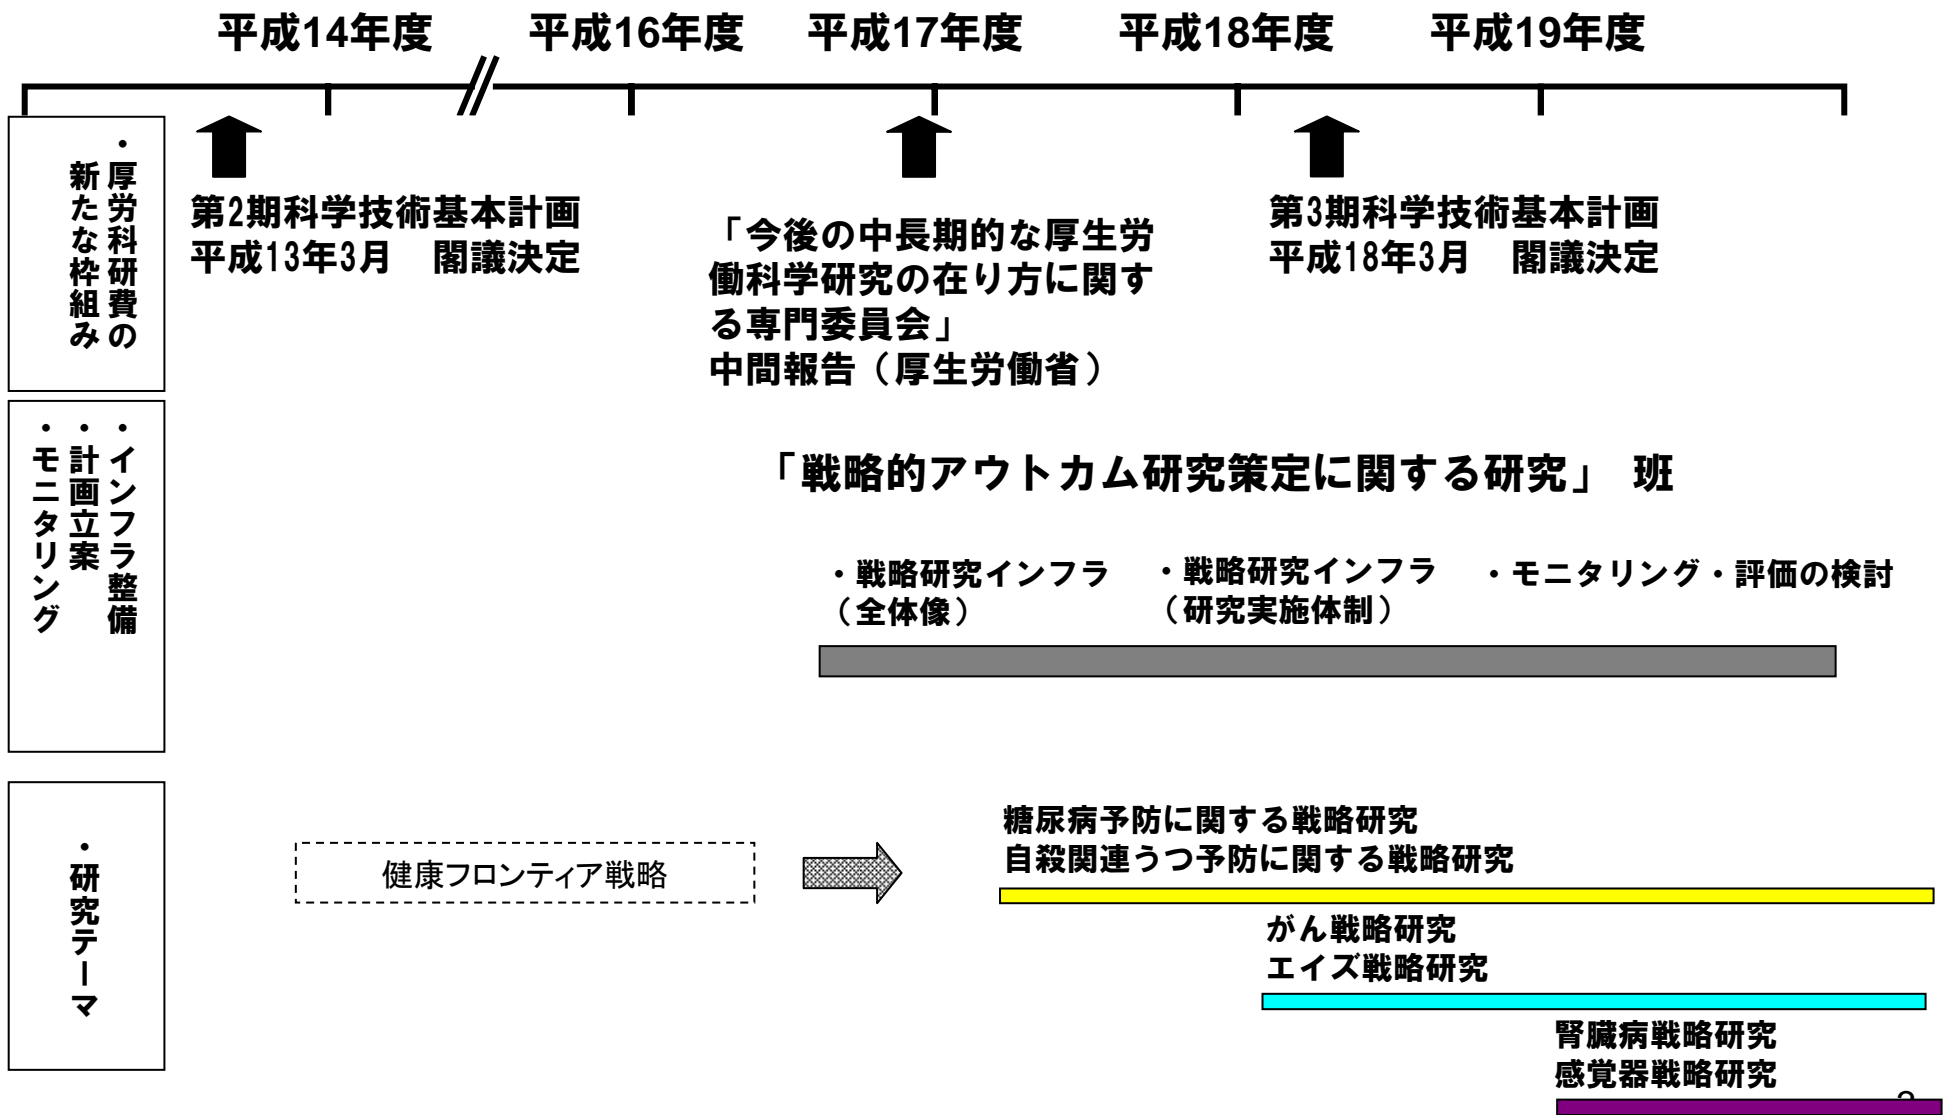 平成14年度 平成16年度 平成17年度 平成18年度 平成19年度
・厚労科研費の
新たな枠組み
第2期科学技術基本計画
平成13年3月 閣議決定
「今後の中長期的な厚生労
働科学研究の在り方に関す
る専門委員会」
中間報告（厚生労働省）
第3期科学技術基本計画
平成18年3月 閣議決定
・インフラ整備
・計画立案
・モニタリング
「戦略的アウトカム研究策定に関する研究」 班
・戦略研究インフラ
（全体像）
・戦略研究インフラ
（研究実施体制）
・モニタリング・評価の検討
・研究テーマ
健康フロンティア戦略
糖尿病予防に関する戦略研究
自殺関連うつ予防に関する戦略研究
がん戦略研究
エイズ戦略研究
腎臓病戦略研究
感覚器戦略研究